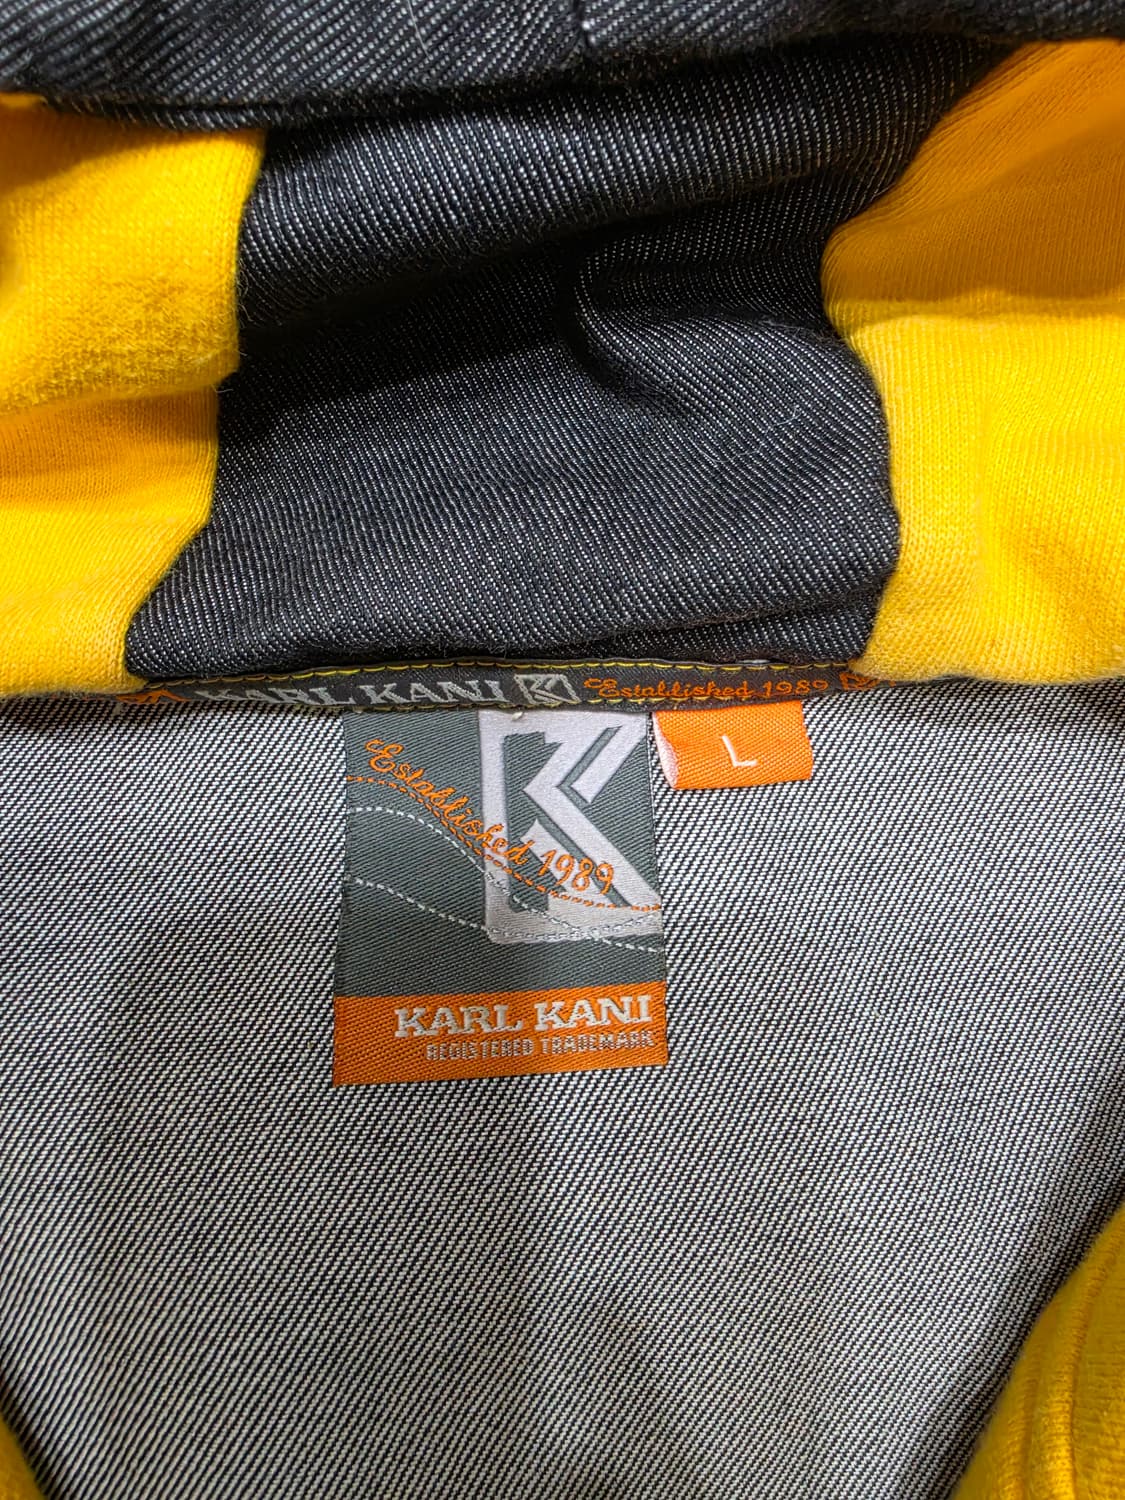 KARL KANI K Established 1989
L
K
Established 1989
KARL KANI
REGISTERED TRADEMARK